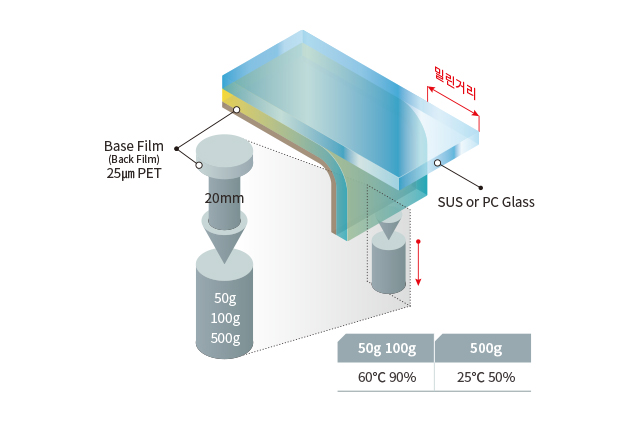 밀린거리
Base Film
(Back Film)
25㎛ PET
20mm
SUS or PC Glass
50g
100g
500g
50g 100g
500g
60℃ 90%
25℃ 50%